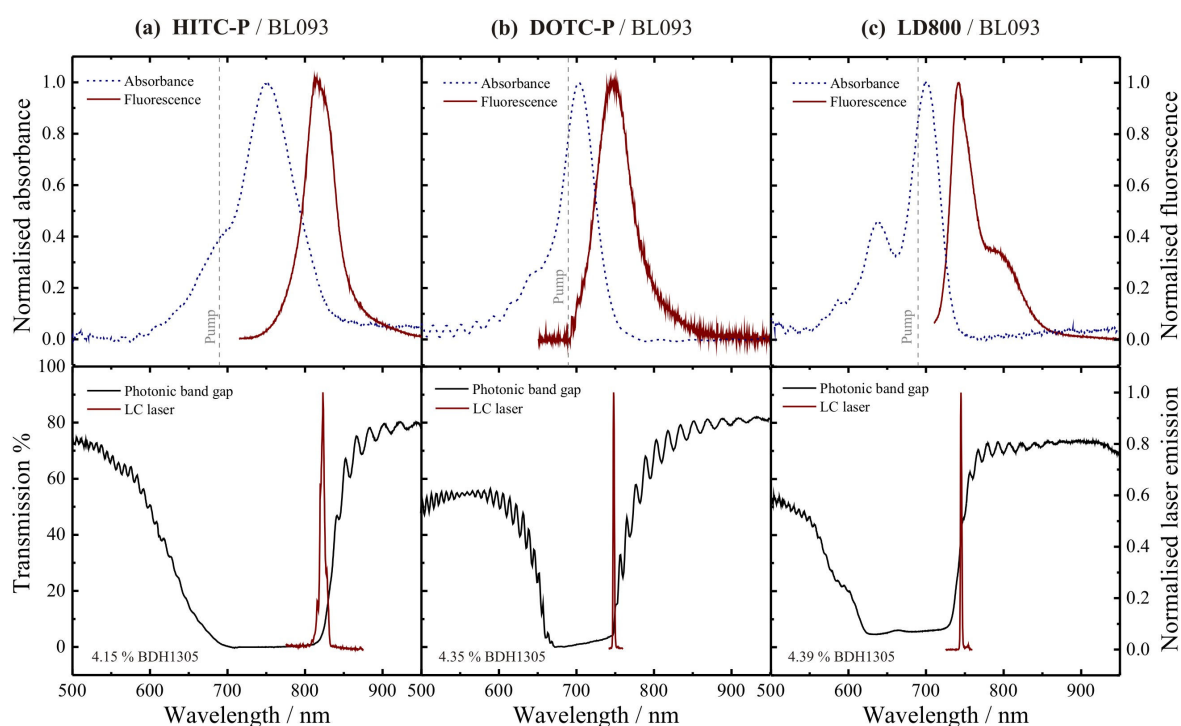 (a) HITC-P / BL093
(b) DOTC-P / BL093
(c) LD800 / BL093
Normalised absorbance
1.0
0.8
0.6
0.4
0.2
0.0
Absorbance
Fluorescence
Pump
Absorbance
Fluorescence
Pump
Absorbance
Fluorescence
Pump
1.0
0.8
0.6
0.4
0.2
0.0
Normalised fluorescence
Transmission %
100
80
60
40
20
0
Photonic band gap
LC laser
4.15 % BDH1305
Photonic band gap
LC laser
4.35 % BDH1305
Photonic band gap
LC laser
4.39 % BDH1305
1.0
0.8
0.6
0.4
0.2
0.0
Normalised laser emission
500 600 700 800 900
500 600 700 800 900
500 600 700 800 900
Wavelength / nm
Wavelength / nm
Wavelength / nm